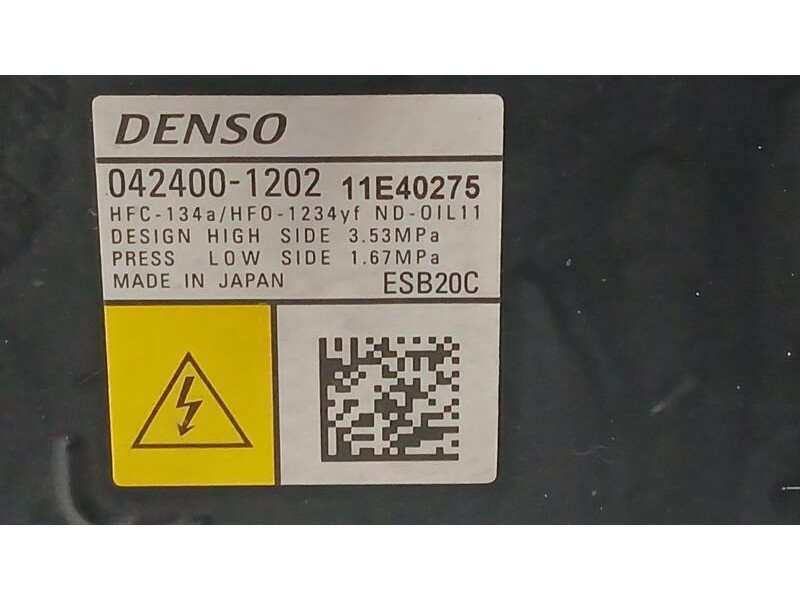 DENSO
042400-1202 11E40275
HFC-134a/HFO-1234yf ND-OIL11
DESIGN HIGH SIDE 3.53MPa
PRESS LOW SIDE 1.67MPa
MADE IN JAPAN ESB20C